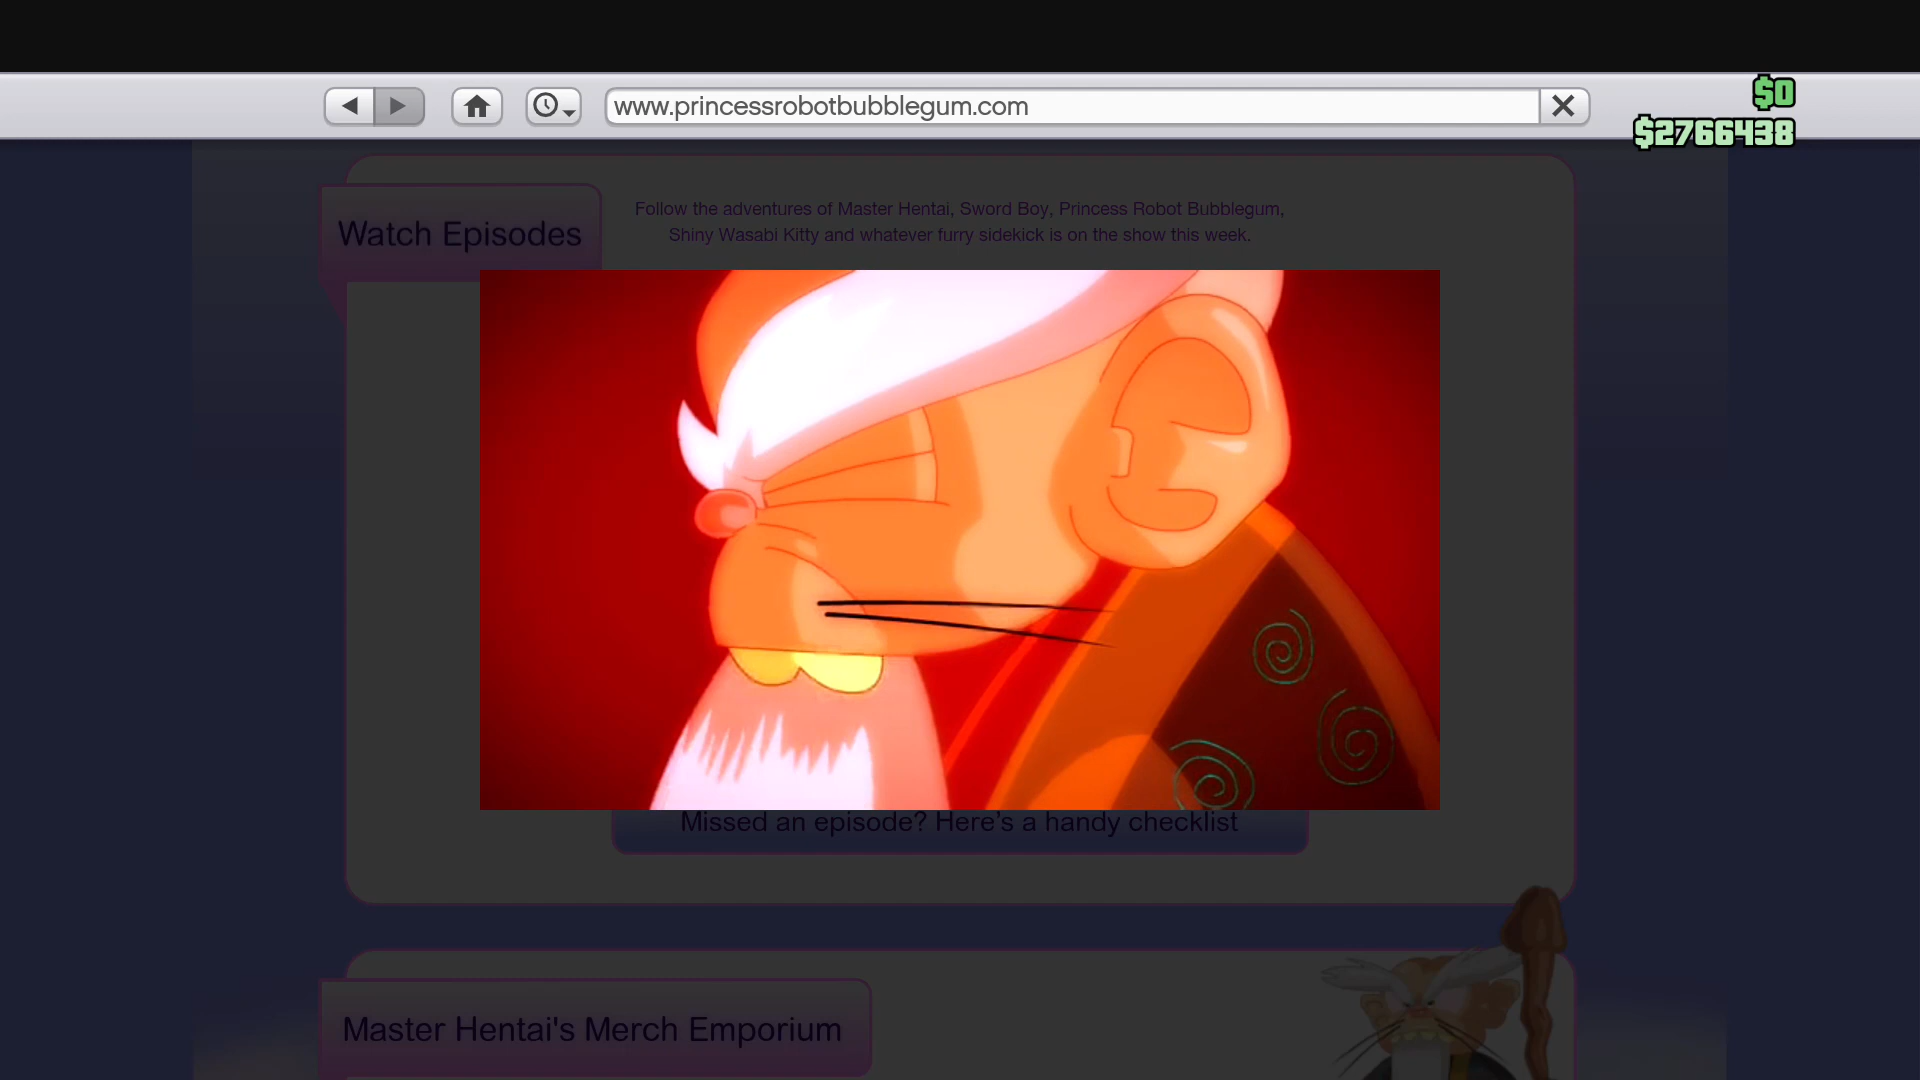 www.princessrobotbubblegum.com
$0
$2766438
Watch Episodes
Follow the adventures of Master Hentai, Sword Boy, Princess Robot Bubblegum,
Shiny Wasabi Kitty and whatever furry sidekick is on the show this week.
Missed an episode? Here's a handy checklist
Master Hentai's Merch Emporium